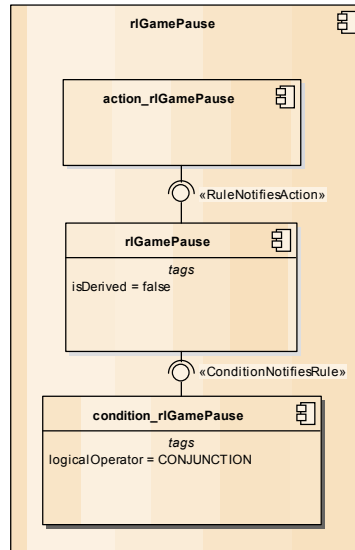 rlGamePause
action_rlGamePause
«RuleNotifiesAction»
rlGamePause
tags
isDerived = false
«ConditionNotifiesRule»
condition_rlGamePause
tags
logicalOperator = CONJUNCTION